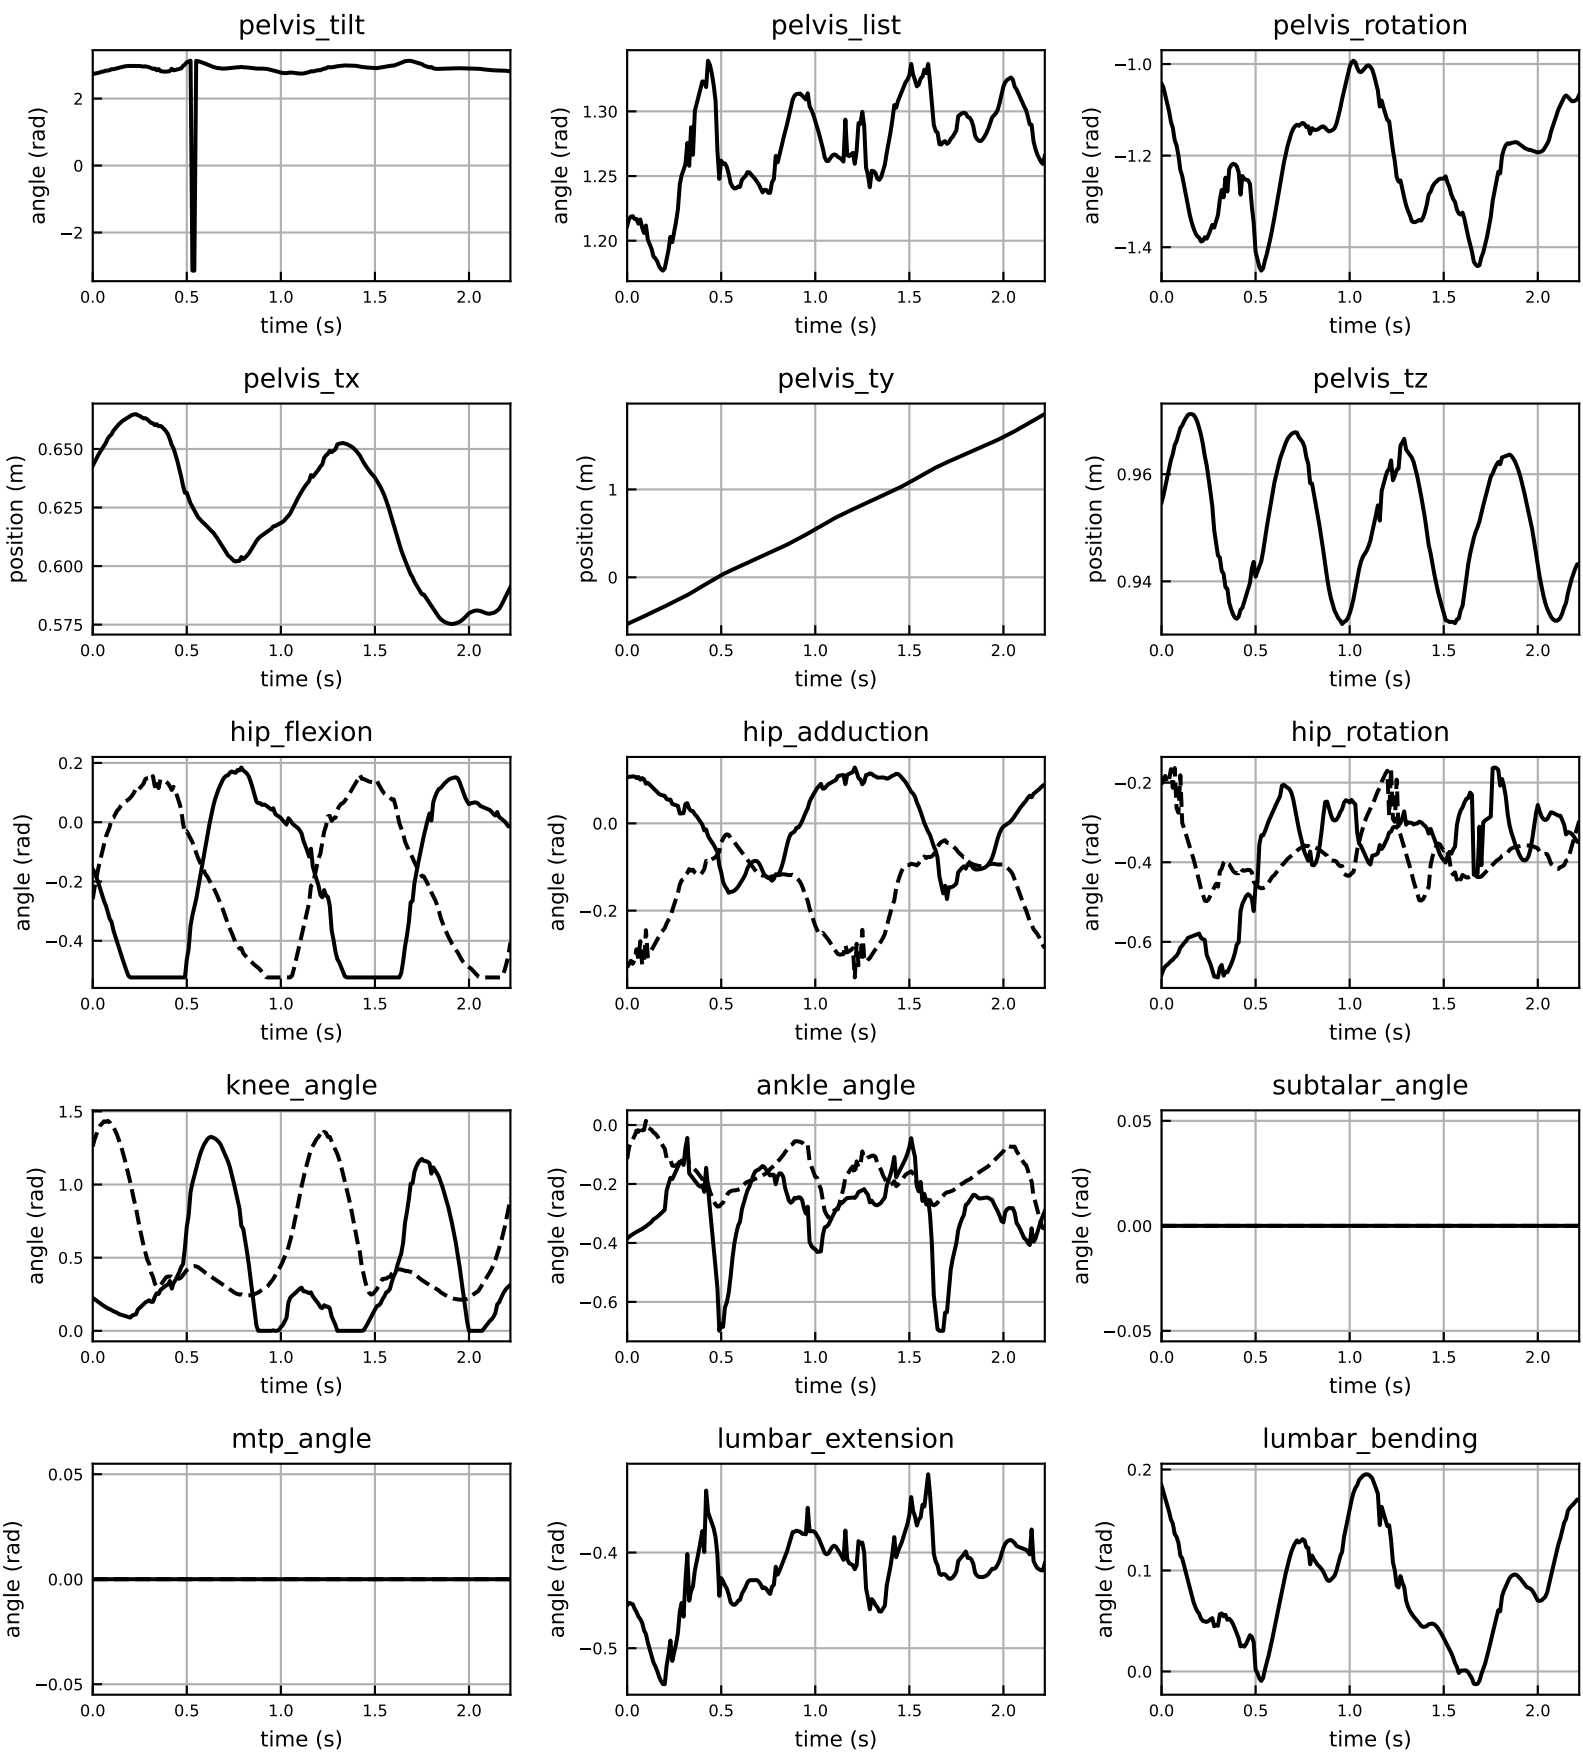 pelvis_tilt
angle (rad)
2
0
−2
0.0 0.5 1.0 1.5 2.0
time (s)
pelvis_list
angle (rad)
1.30
1.25
1.20
0.0 0.5 1.0 1.5 2.0
time (s)
pelvis_rotation
angle (rad)
−1.0
−1.2
−1.4
0.0 0.5 1.0 1.5 2.0
time (s)
pelvis_tx
position (m)
0.650
0.625
0.600
0.575
0.0 0.5 1.0 1.5 2.0
time (s)
pelvis_ty
position (m)
1
0
0.0 0.5 1.0 1.5 2.0
time (s)
pelvis_tz
position (m)
0.96
0.94
0.0 0.5 1.0 1.5 2.0
time (s)
hip_flexion
angle (rad)
0.2
0.0
−0.2
−0.4
0.0 0.5 1.0 1.5 2.0
time (s)
hip_adduction
angle (rad)
0.0
−0.2
0.0 0.5 1.0 1.5 2.0
time (s)
hip_rotation
angle (rad)
−0.2
−0.4
−0.6
0.0 0.5 1.0 1.5 2.0
time (s)
knee_angle
angle (rad)
1.5
1.0
0.5
0.0
0.0 0.5 1.0 1.5 2.0
time (s)
ankle_angle
angle (rad)
0.0
−0.2
−0.4
−0.6
0.0 0.5 1.0 1.5 2.0
time (s)
subtalar_angle
angle (rad)
0.05
0.00
−0.05
0.0 0.5 1.0 1.5 2.0
time (s)
mtp_angle
angle (rad)
0.05
0.00
−0.05
0.0 0.5 1.0 1.5 2.0
time (s)
lumbar_extension
angle (rad)
−0.4
−0.5
0.0 0.5 1.0 1.5 2.0
time (s)
lumbar_bending
angle (rad)
0.2
0.1
0.0
0.0 0.5 1.0 1.5 2.0
time (s)